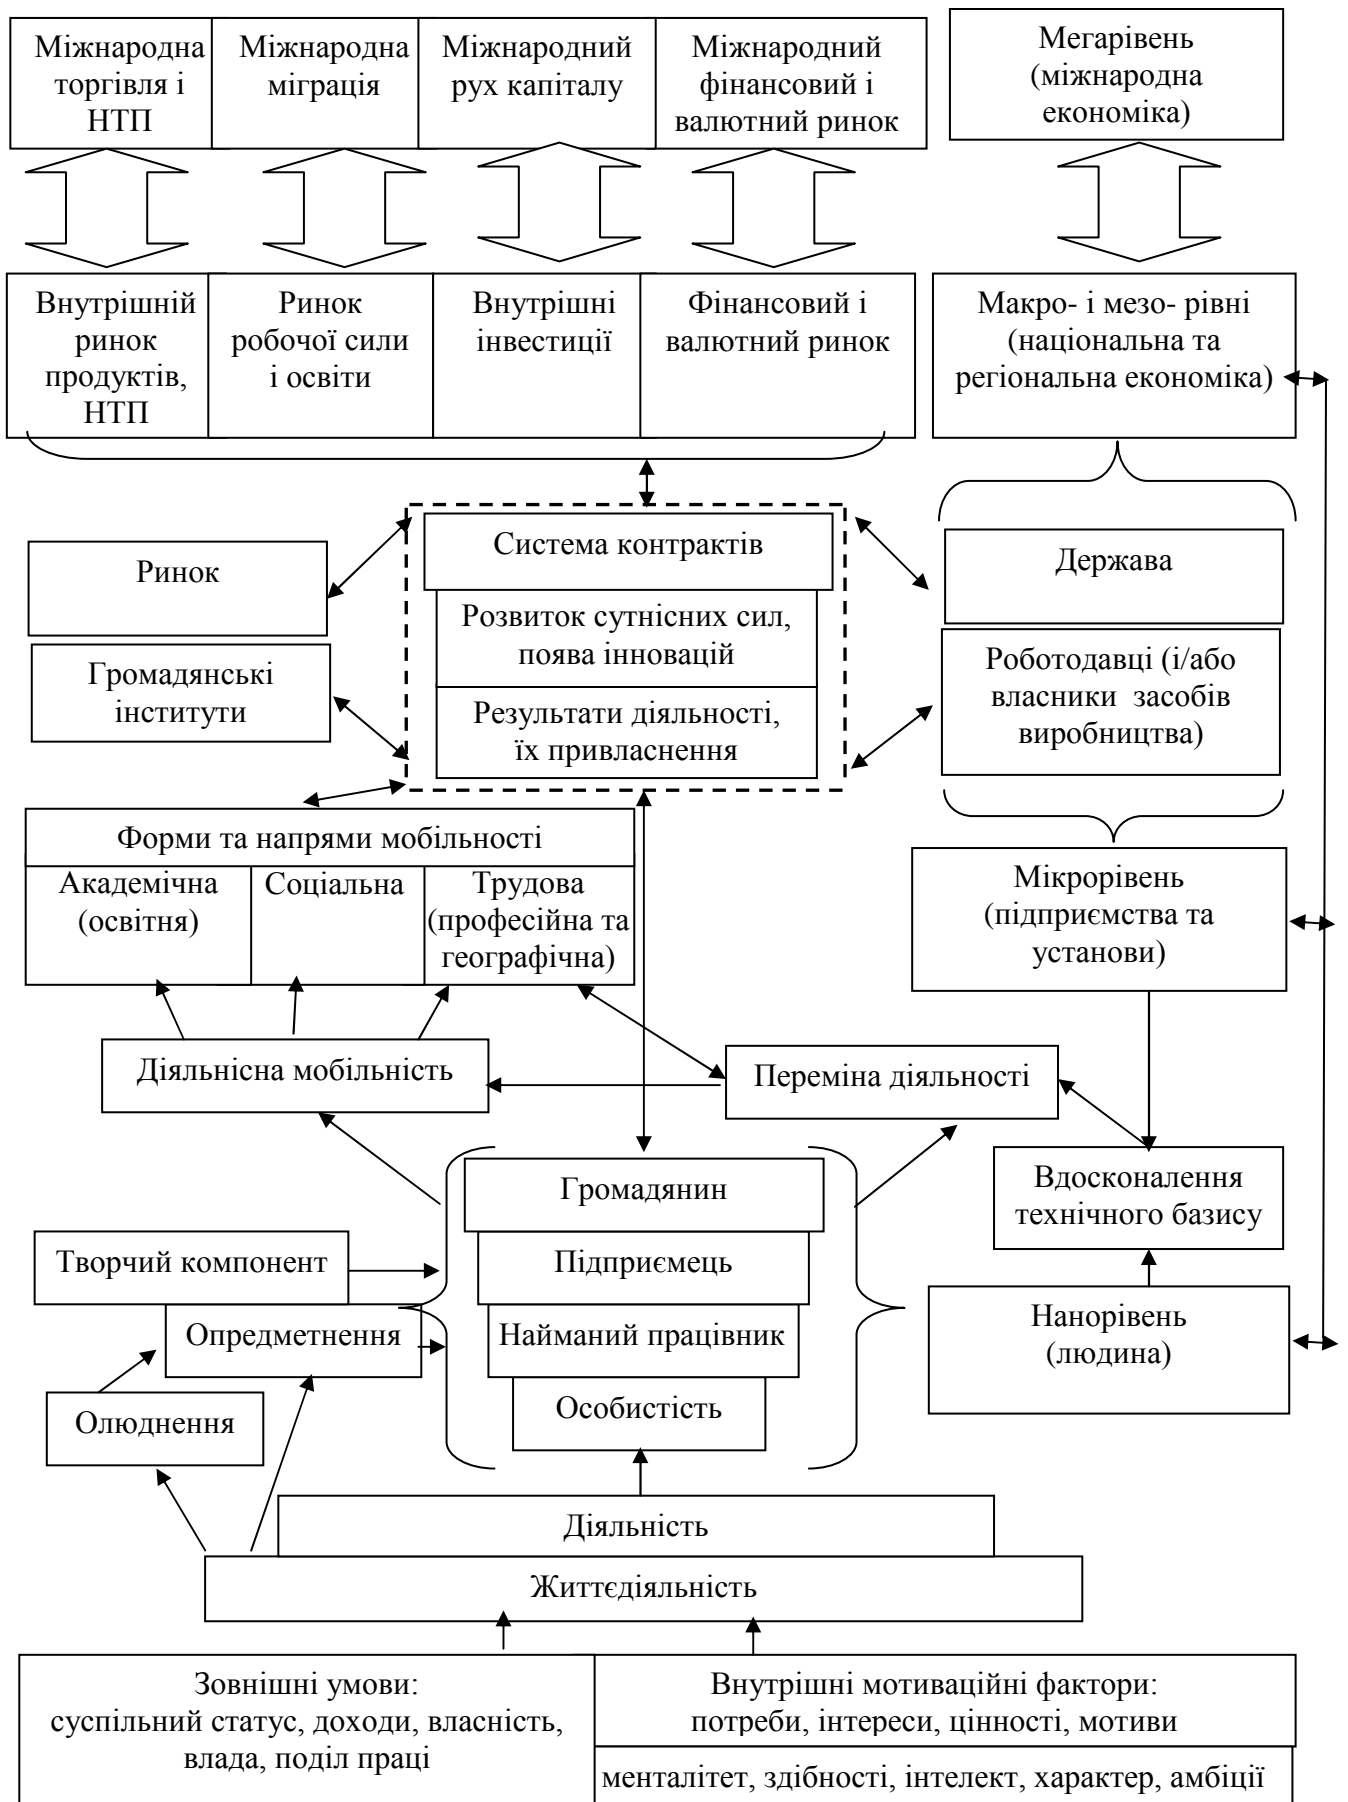 Міжнародна
торгівля і
НТП
Міжнародна
міграція
Міжнародний
рух капіталу
Міжнародний
фінансовий і
валютний ринок
Мегарівень
(міжнародна
економіка)
Внутрішній
ринок
продуктів,
НТП
Ринок
робочої сили
і освіти
Внутрішні
інвестиції
Фінансовий і
валютний ринок
Макро- і мезо- рівні
(національна та
регіональна економіка)
Ринок
Громадянські
інститути
Система контрактів
Розвиток сутнісних сил,
поява інновацій
Результати діяльності,
їх привласнення
Держава
Роботодавці (і/або
власники засобів
виробництва)
Форми та напрями мобільності
Академічна
(освітня)
Соціальна
Трудова
(професійна та
географічна)
Мікрорівень
(підприємства та
установи)
Діяльнісна мобільність
Переміна діяльності
Громадянин
Підприємець
Найманий працівник
Особистість
Вдосконалення
технічного базису
Творчий компонент
Опредметнення
Олюднення
Нанорівень
(людина)
Діяльність
Життєдіяльність
Зовнішні умови:
суспільний статус, доходи, власність,
влада, поділ праці
Внутрішні мотиваційні фактори:
потреби, інтереси, цінності, мотиви
менталітет, здібності, інтелект, характер, амбіції